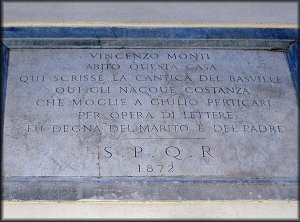 VINCENZO MONTI
ABITÒ QUESTA CASA
QUI SCRISSE LA CANTICA DEL BASVILLE
QUI GLI NACQUE COSTANZA
CHE MOGLIE A GIULIO PERTICARI
PER OPERA DI LETTERE
FU DEGNA DEL MARITO E DEL PADRE
S. P. Q. R
1872